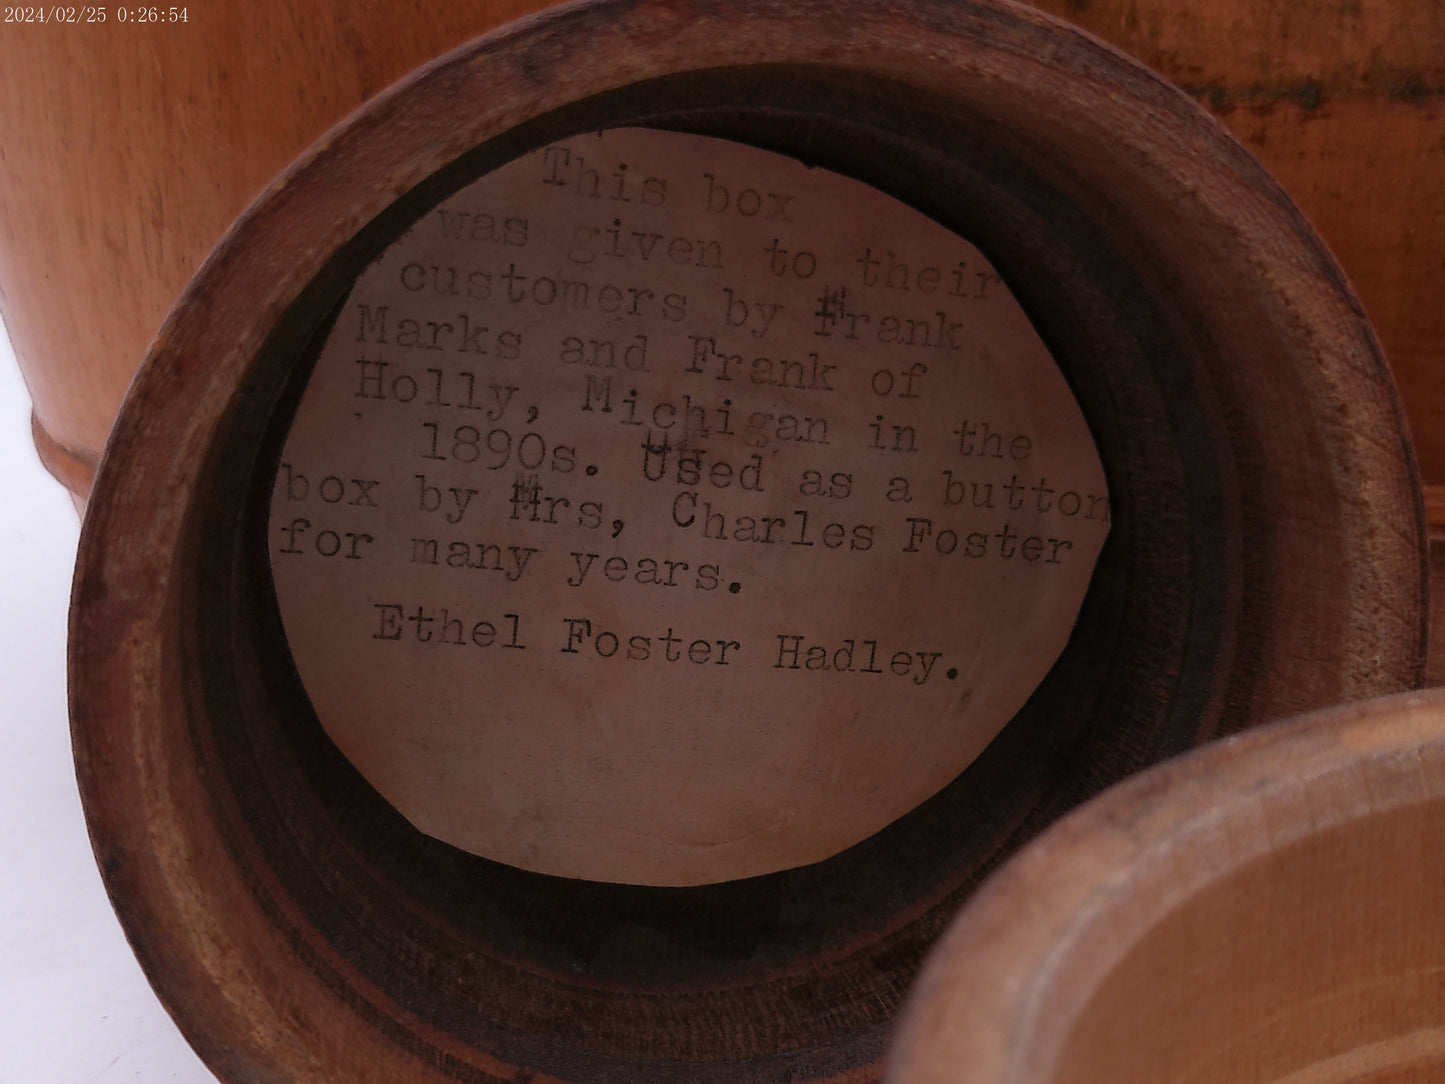 2024/02/25 0:26:54
This box
was given to their
customers by Frank
Marks and Frank of
Holly, Michigan in the
1890s. Used as a button
box by Mrs, Charles Foster
for many years.
Ethel Foster Hadley.